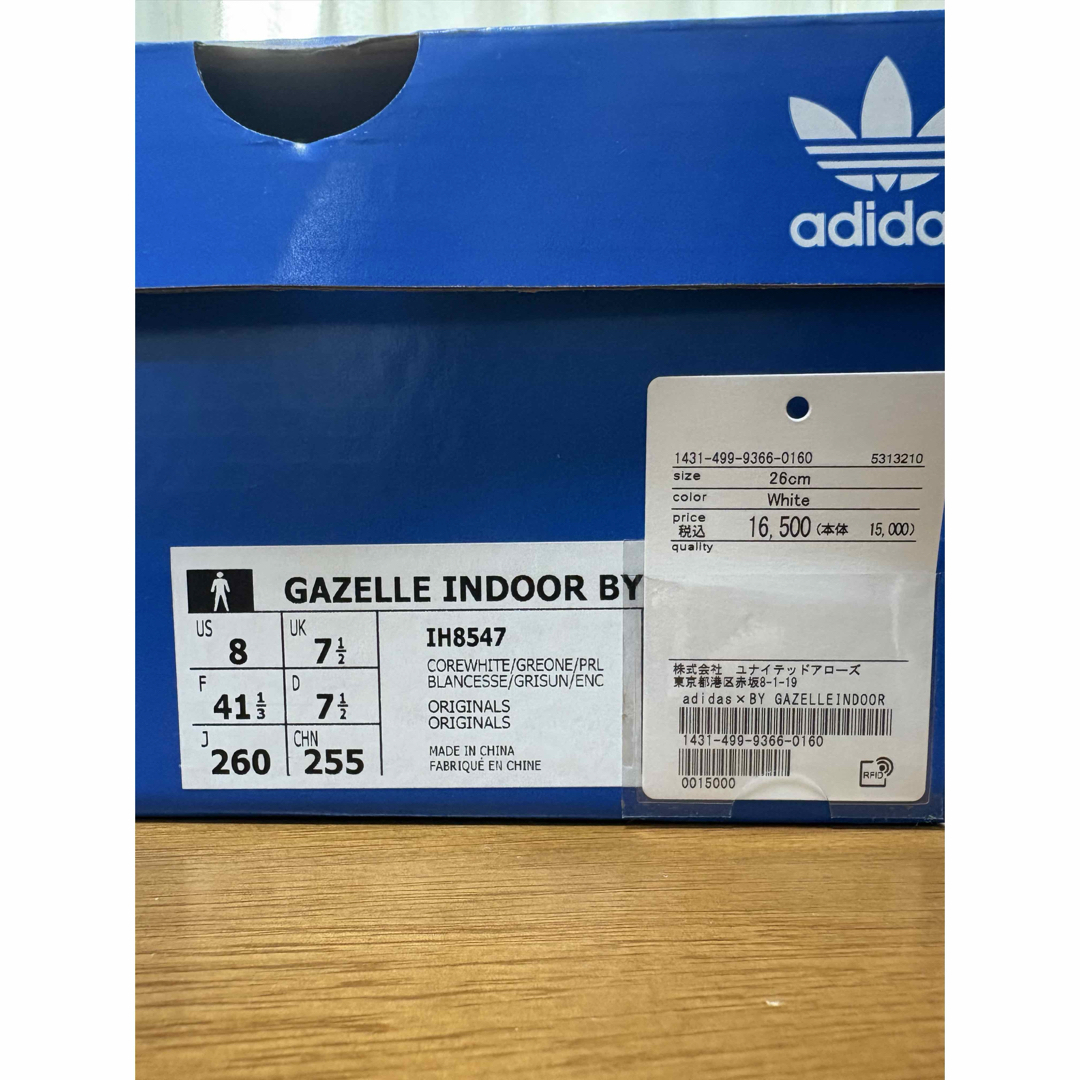 adidas
GAZELLE INDOOR BY
US 8
UK 7 1/2
F 41 1/3
D 7 1/2
J 260
CHN 255
IH8547
COREWHITE/GREONE/PRL
BLANCESSE/GRISUN/ENC
ORIGINALS
ORIGINALS
MADE IN CHINA
FABRIQUÉ EN CHINE
1431-499-9366-0160 5313210
size 26cm
color White
price 税込 16,500 (本体 15,000)
quality
株式会社 ユナイテッドアローズ
東京都港区赤坂8-1-19
adidas×BY GAZELLEINDOOR
1431-499-9366-0160
0015000
RFID